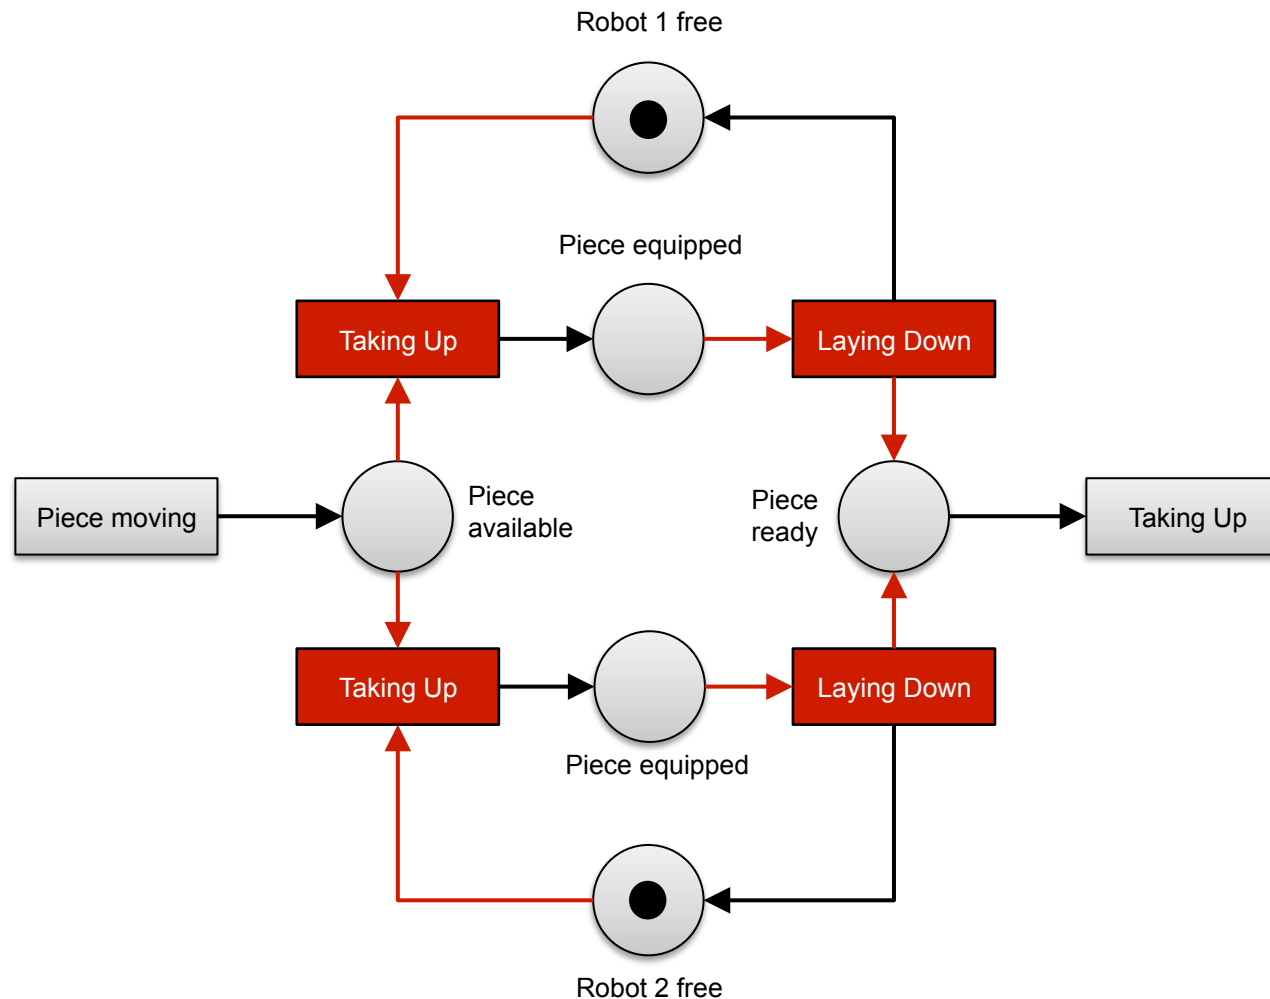 Robot 1 free
Piece equipped
Taking Up
Laying Down
Piece moving
Piece
available
Piece
ready
Taking Up
Taking Up
Laying Down
Piece equipped
Robot 2 free